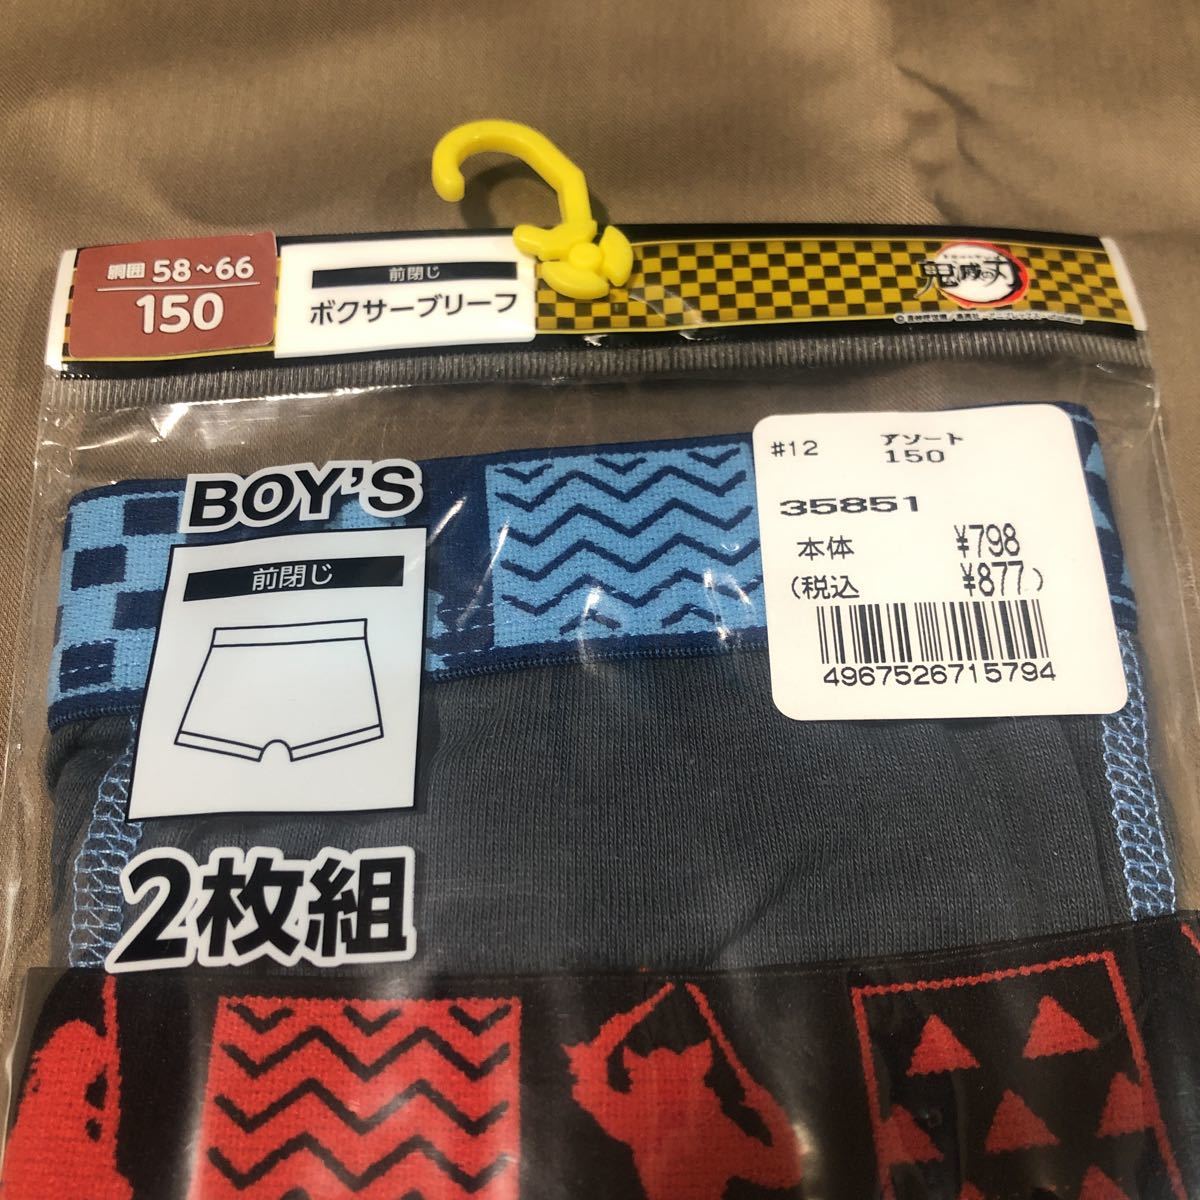 胴囲 58~66
150
前閉じ
ボクサーブリーフ
鬼滅の刃
BOY'S
前閉じ
2枚組
#12 アソート
150
35851
本体 ¥798
(税込 ¥877)
4967526715794